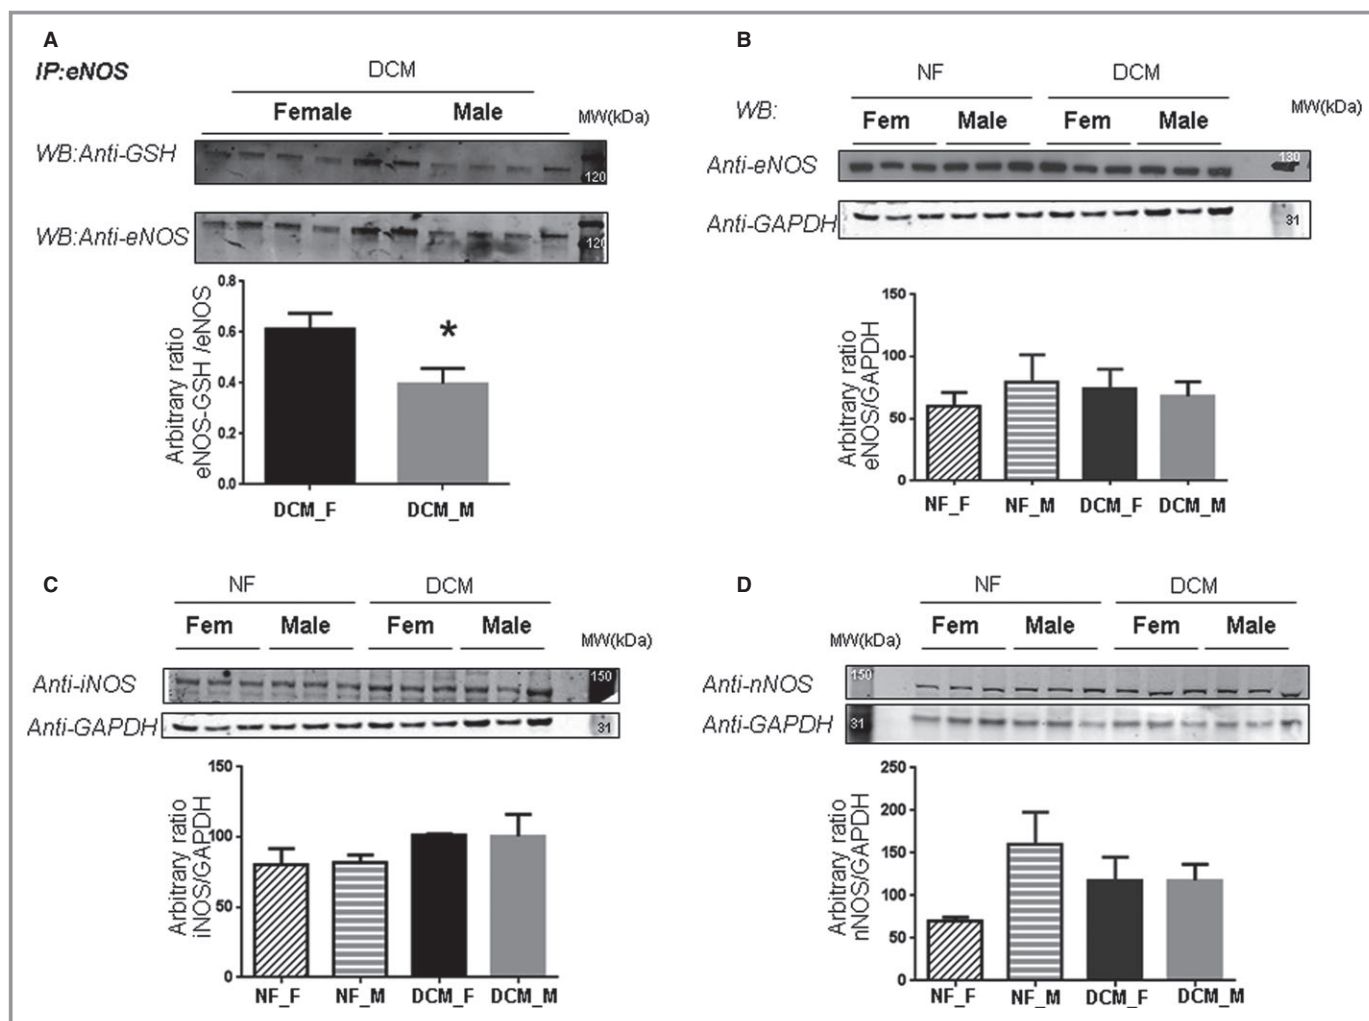 A
IP:eNOS
DCM
Female Male MW(kDa)
WB:Anti-GSH
120
WB:Anti-eNOS
120
Arbitrary ratio
eNOS-GSH /eNOS
0.8
0.6
0.4
0.2
0.0
*
DCM_F DCM_M
B
NF DCM
WB: Fem Male Fem Male MW(kDa)
Anti-eNOS 130
Anti-GAPDH 31
Arbitrary ratio
eNOS/GAPDH
150
100
50
0
NF_F NF_M DCM_F DCM_M
C
NF DCM
Fem Male Fem Male MW(kDa)
Anti-iNOS 150
Anti-GAPDH 31
Arbitrary ratio
iNOS/GAPDH
150
100
50
0
NF_F NF_M DCM_F DCM_M
D
NF DCM
MW(kDa) Fem Male Fem Male
Anti-nNOS 150
Anti-GAPDH 31
Arbitrary ratio
nNOS/GAPDH
250
200
150
100
50
0
NF_F NF_M DCM_F DCM_M